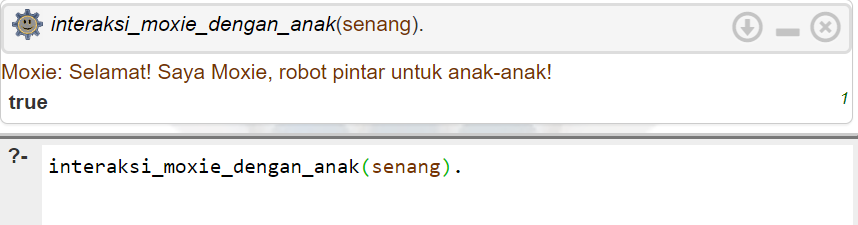 interaksi_moxie_dengan_anak(senang).
Moxie: Selamat! Saya Moxie, robot pintar untuk anak-anak!
true 1
?- interaksi_moxie_dengan_anak(senang).